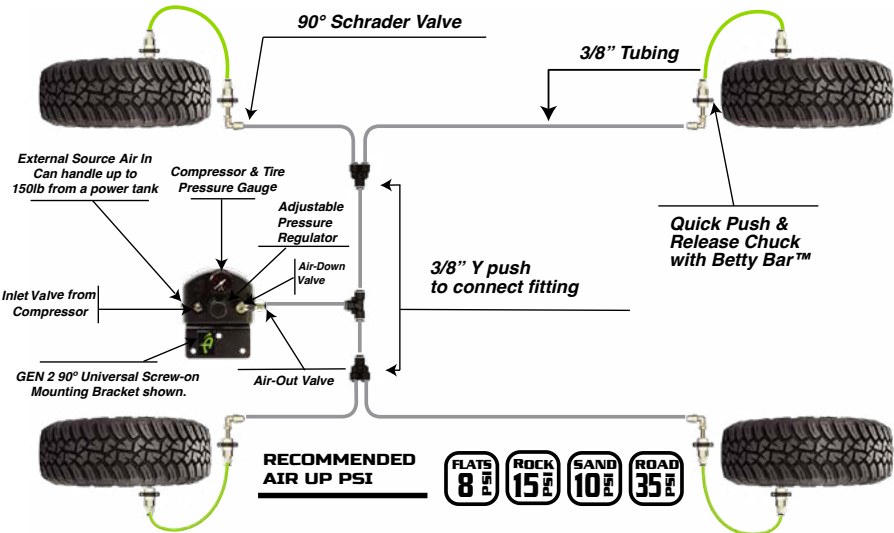 90° Schrader Valve
3/8” Tubing
External Source Air In
Can handle up to
150lb from a power tank
Compressor & Tire
Pressure Gauge
Adjustable
Pressure
Regulator
Air-Down
Valve
Inlet Valve from
Compressor
GEN 2 90º Universal Screw-on
Mounting Bracket shown.
Air-Out Valve
3/8” Y push
to connect fitting
Quick Push &
Release Chuck
with Betty Bar™
RECOMMENDED
AIR UP PSI
FLATS
8 PSI
ROCK
15 PSI
SAND
10 PSI
ROAD
35 PSI